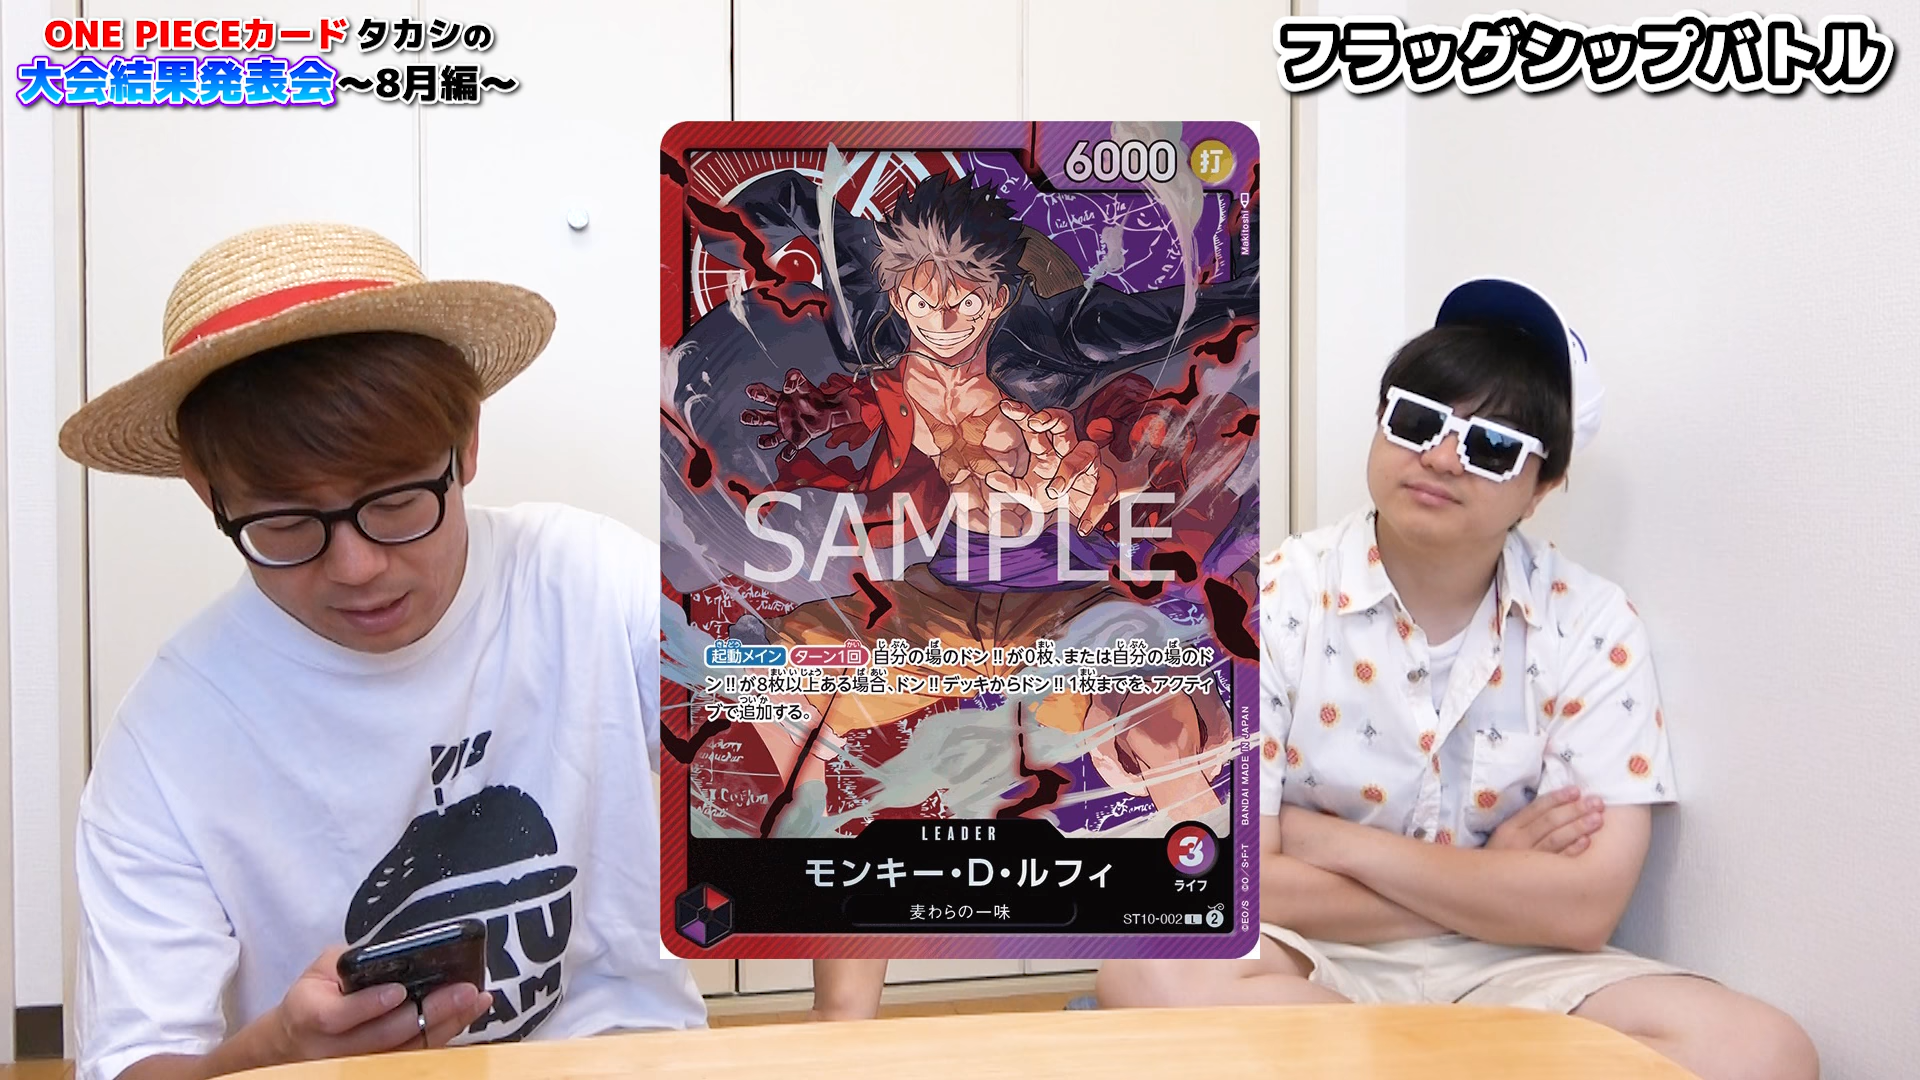 ONE PIECEカード タカシの
大会結果発表会～8月編～
フラッグシップバトル
6000 打
Makitoshi
SAMPLE
起動メイン ターン1回 自分の場のドン!!が0枚、または自分の場のド
ン!!が8枚以上ある場合、ドン!!デッキからドン!!1枚までを、アクティ
ブで追加する。
LEADER
モンキー・D・ルフィ
3
ライフ
麦わらの一味
ST10-002 L 2
©E.O/S. ©O/S・F・T BANDAI MADE IN JAPAN